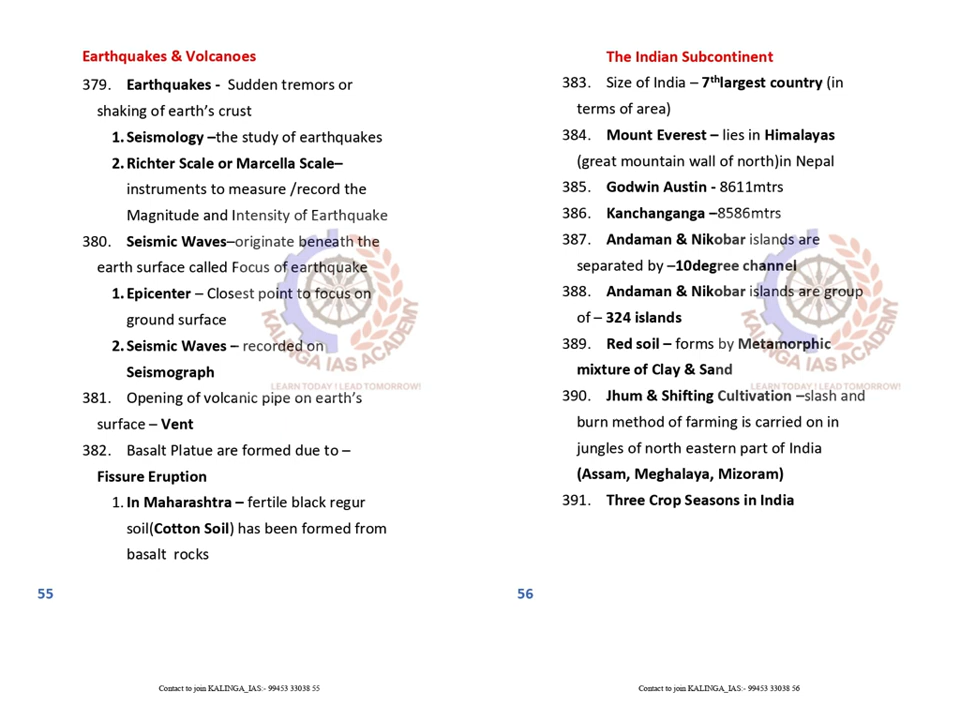 Earthquakes & Volcanoes
379. Earthquakes - Sudden tremors or
shaking of earth's crust
1. Seismology –the study of earthquakes
2. Richter Scale or Marcella Scale–
instruments to measure /record the
Magnitude and Intensity of Earthquake
380. Seismic Waves–originate beneath the
earth surface called Focus of earthquake
1. Epicenter – Closest point to focus on
ground surface
2. Seismic Waves – recorded on
Seismograph
KALINGA IAS ACADEMY
LEARN TODAY ! LEAD TOMORROW!
381. Opening of volcanic pipe on earth's
surface – Vent
382. Basalt Platue are formed due to –
Fissure Eruption
1. In Maharashtra – fertile black regur
soil(Cotton Soil) has been formed from
basalt rocks
55
Contact to join KALINGA_IAS:- 99453 33038 55
The Indian Subcontinent
383. Size of India – 7thlargest country (in
terms of area)
384. Mount Everest – lies in Himalayas
(great mountain wall of north)in Nepal
385. Godwin Austin - 8611mtrs
386. Kanchanganga –8586mtrs
387. Andaman & Nikobar islands are
separated by –10degree channel
388. Andaman & Nikobar islands are group
of – 324 islands
389. Red soil – forms by Metamorphic
mixture of Clay & Sand
KALINGA IAS ACADEMY
LEARN TODAY ! LEAD TOMORROW!
390. Jhum & Shifting Cultivation –slash and
burn method of farming is carried on in
jungles of north eastern part of India
(Assam, Meghalaya, Mizoram)
391. Three Crop Seasons in India
56
Contact to join KALINGA_IAS:- 99453 33038 56